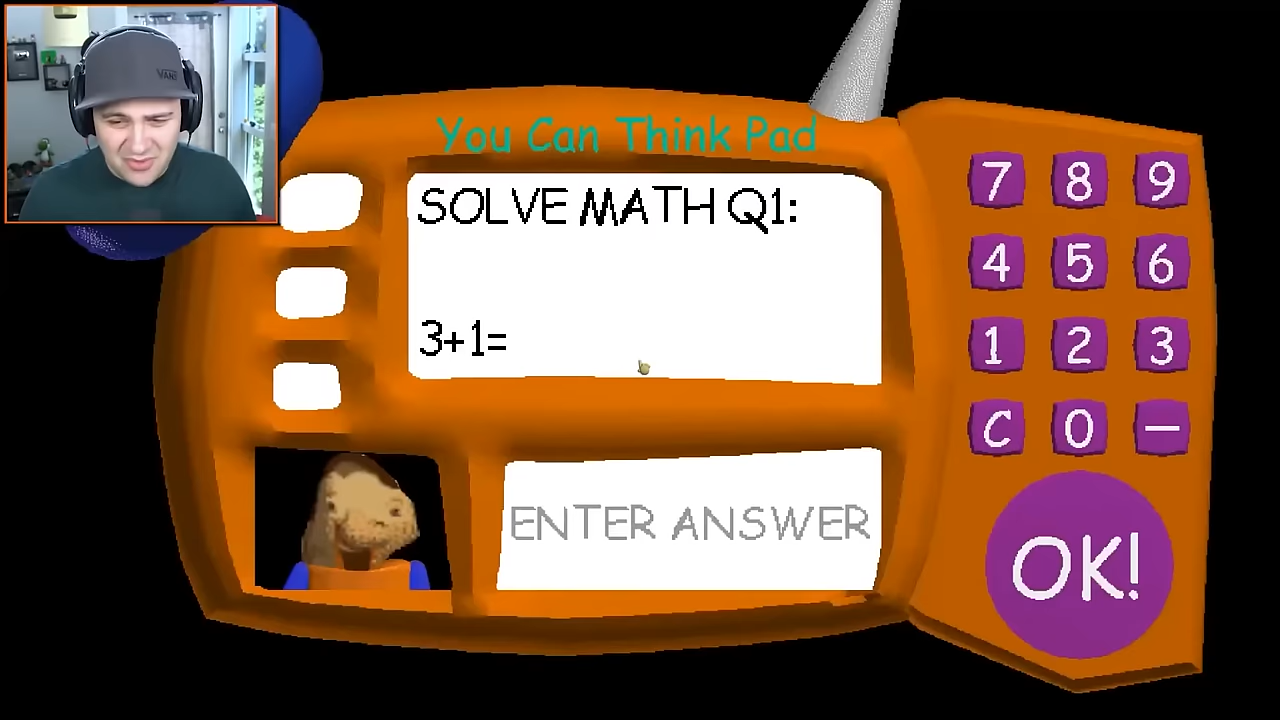 VANS
You Can Think Pad
SOLVE MATH Q1:
3+1=
ENTER ANSWER
7 8 9
4 5 6
1 2 3
C 0 –
OK!